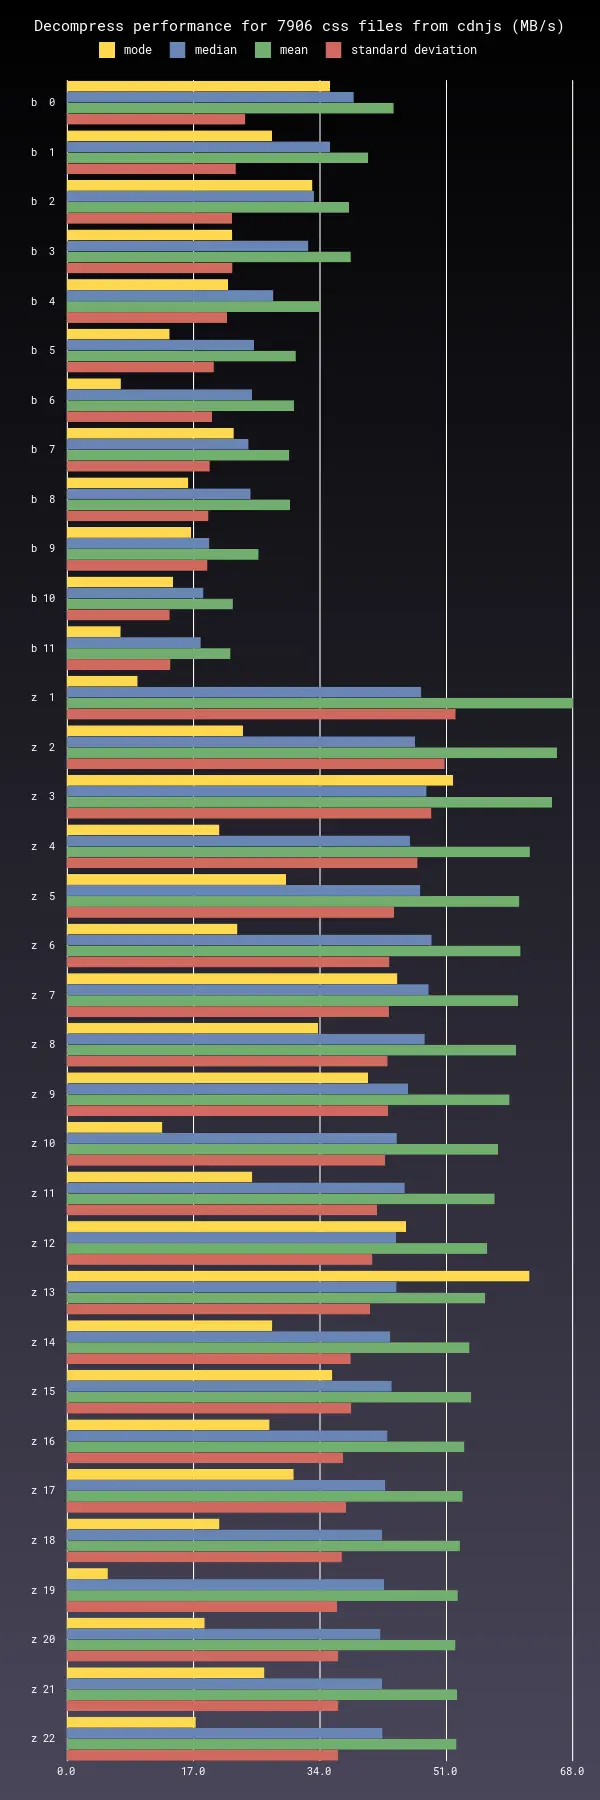 Decompress performance for 7906 css files from cdnjs (MB/s)
mode median mean standard deviation
b 0
b 1
b 2
b 3
b 4
b 5
b 6
b 7
b 8
b 9
b 10
b 11
z 1
z 2
z 3
z 4
z 5
z 6
z 7
z 8
z 9
z 10
z 11
z 12
z 13
z 14
z 15
z 16
z 17
z 18
z 19
z 20
z 21
z 22
0.0 17.0 34.0 51.0 68.0